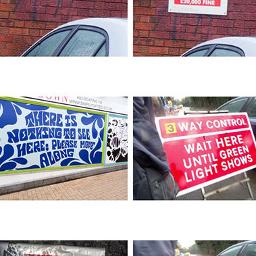 £50,000 FINE
THERE IS
NOTHING TO SEE
HERE, PLEASE MOVE
ALONG
3 WAY CONTROL
WAIT HERE
UNTIL GREEN
LIGHT SHOWS